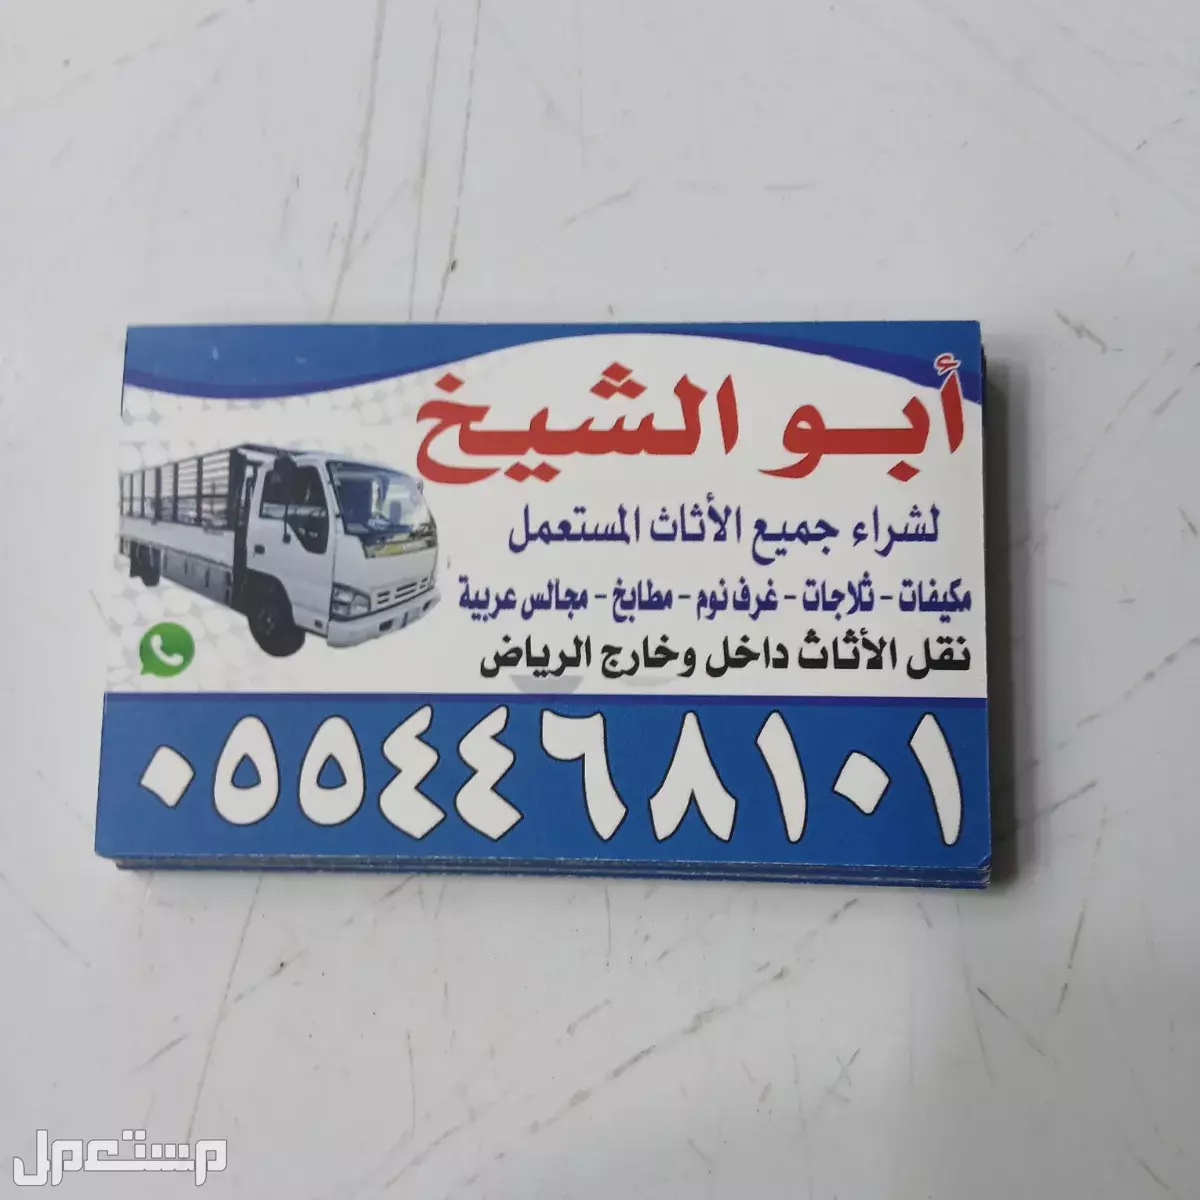 أبو الشيخ
لشراء جميع الأثاث المستعمل
مكيفات - ثلاجات - غرف نوم - مطابخ - مجالس عربية
نقل الأثاث داخل وخارج الرياض
٠٥٥٤٤٦٨١٠١
مستعمل